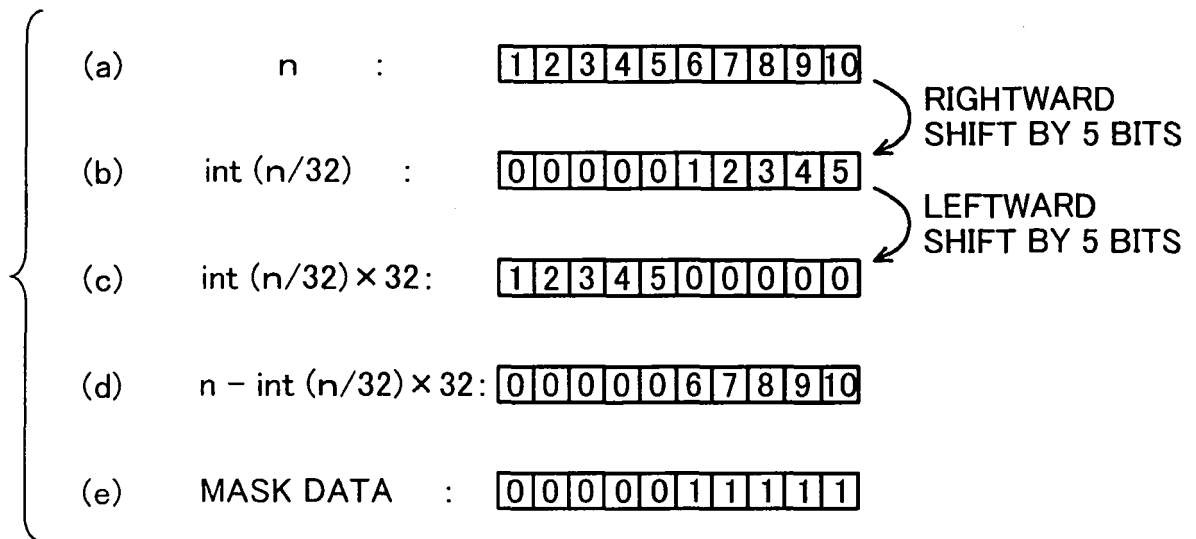 (a) n : 1 2 3 4 5 6 7 8 9 10
RIGHTWARD
SHIFT BY 5 BITS
(b) int (n/32) : 0 0 0 0 0 1 2 3 4 5
LEFTWARD
SHIFT BY 5 BITS
(c) int (n/32) × 32: 1 2 3 4 5 0 0 0 0 0
(d) n − int (n/32) × 32: 0 0 0 0 0 6 7 8 9 10
(e) MASK DATA : 0 0 0 0 0 1 1 1 1 1